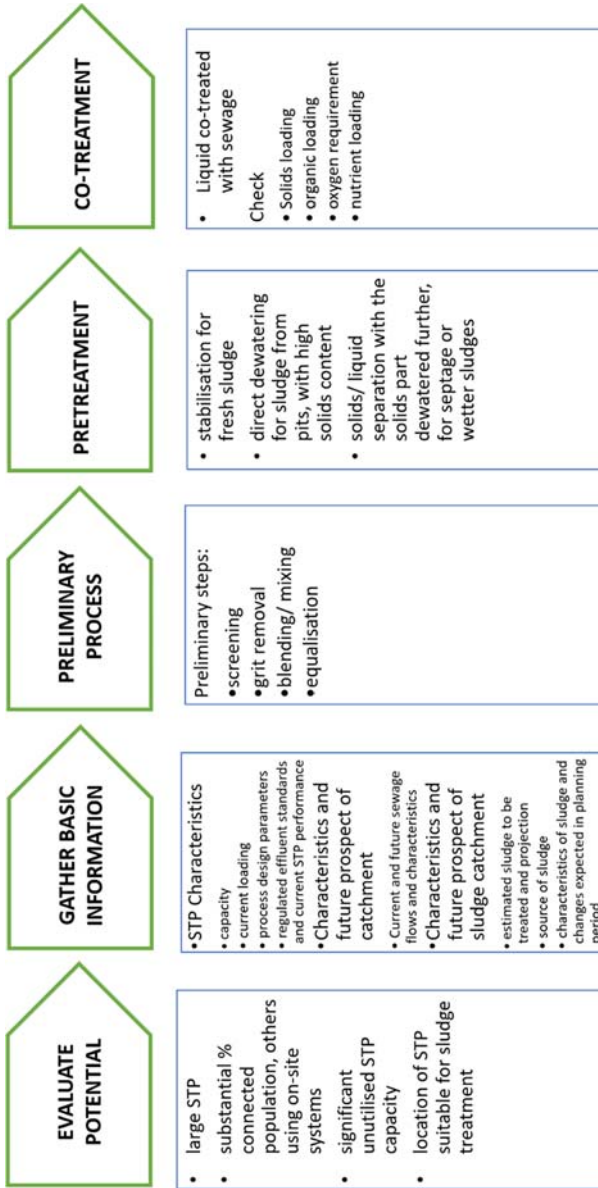 EVALUATE
POTENTIAL
• large STP
• substantial %
connected
population, others
using on-site
systems
• significant
unutilised STP
capacity
• location of STP
suitable for sludge
treatment
GATHER BASIC
INFORMATION
•STP Characteristics
• capacity
• current loading
• process design parameters
• regulated effluent standards
and current STP performance
•Characteristics and
future prospect of
catchment
•Current and future sewage
flows and characteristics
•Characteristics and
future prospect of
sludge catchment
• estimated sludge to be
treated and projection
• source of sludge
• characteristics of sludge and
changes expected in planning
period
PRELIMINARY
PROCESS
Preliminary steps:
•screening
•grit removal
•blending/ mixing
•equalisation
PRETREATMENT
• stabilisation for
fresh sludge
• direct dewatering
for sludge from
pits, with high
solids content
• solids/ liquid
separation with the
solids part
dewatered further,
for septage or
wetter sludges
CO-TREATMENT
• Liquid co-treated
with sewage
Check
• Solids loading
• organic loading
• oxygen requirement
• nutrient loading